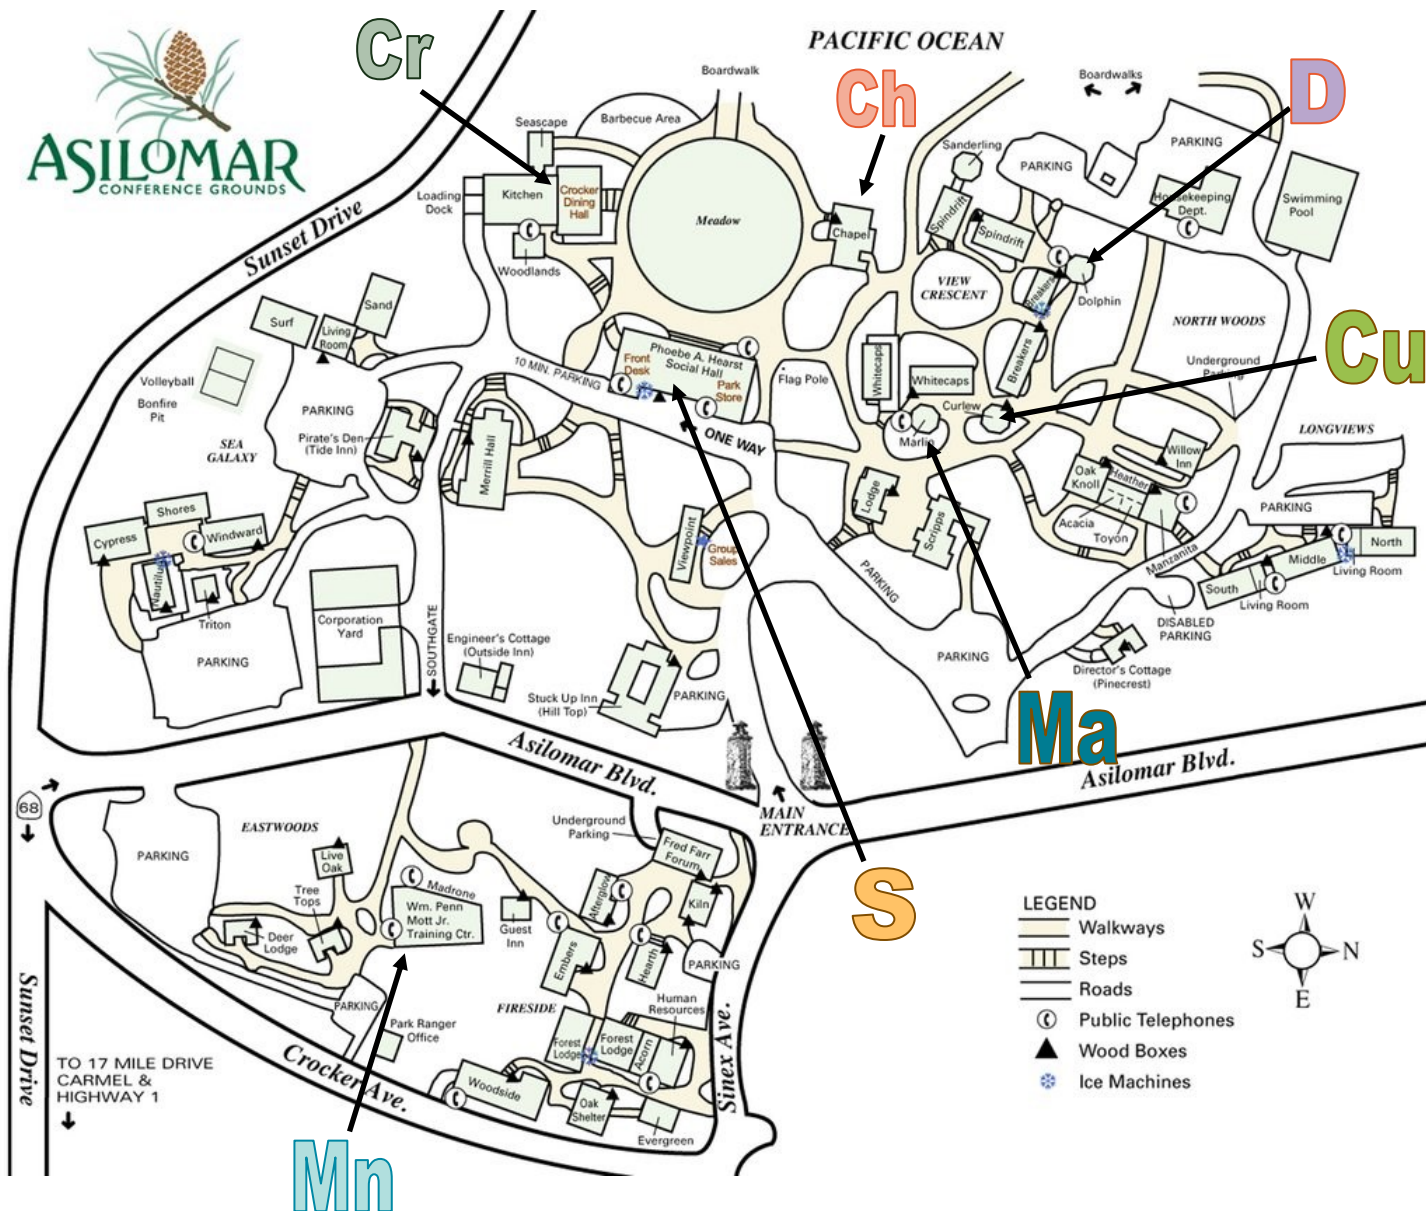 PACIFIC OCEAN
Cr
Ch
D
Boardwalk
Boardwalks
ASILOMAR
CONFERENCE GROUNDS
Seascape
Barbecue Area
Sanderling
PARKING
PARKING
Loading
Dock
Kitchen
Crocker
Dining
Hall
Meadow
Chapel
Spindrift
Spindrift
Housekeeping
Dept.
Swimming
Pool
Sunset Drive
Woodlands
VIEW
CRESCENT
Breakers
Dolphin
Sand
Surf
Living
Room
NORTH WOODS
Cu
Phoebe A. Hearst
Social Hall
Front
Desk
Park
Store
10 MIN. PARKING
Flag Pole
Whitecaps
Whitecaps
Breakers
Underground
Parking
Volleyball
Bonfire
Pit
PARKING
Curlew
Marlin
SEA
GALAXY
Pirate's Den
(Tide Inn)
Merrill Hall
ONE WAY
LONGVIEWS
Willow
Inn
Oak
Knoll
Heather
Lodge
Scripps
Acacia
Toyon
Manzanita
PARKING
Shores
Cypress
Windward
Nautilus
Triton
Viewpoint
Group
Sales
North
Middle
Living Room
South
Living Room
PARKING
DISABLED
PARKING
Corporation
Yard
SOUTHGATE
PARKING
Engineer's Cottage
(Outside Inn)
PARKING
Director's Cottage
(Pinecrest)
Stuck Up Inn
(Hill Top)
PARKING
Ma
Asilomar Blvd.
Asilomar Blvd.
MAIN
ENTRANCE
68
EASTWOODS
Underground
Parking
Fred Farr
Forum
PARKING
Live
Oak
Tree
Tops
Madrone
Wm. Penn
Mott Jr.
Training Ctr.
Guest
Inn
Afterglow
Kiln
S
Deer
Lodge
Embers
Hearth
PARKING
PARKING
FIRESIDE
Human
Resources
Park Ranger
Office
Forest
Lodge
Forest
Lodge
Acorn
Sunset Drive
Crocker Ave.
Sinex Ave.
Woodside
Oak
Shelter
Evergreen
TO 17 MILE DRIVE
CARMEL &
HIGHWAY 1
Mn
LEGEND
Walkways
Steps
Roads
Public Telephones
Wood Boxes
Ice Machines
W
S
N
E